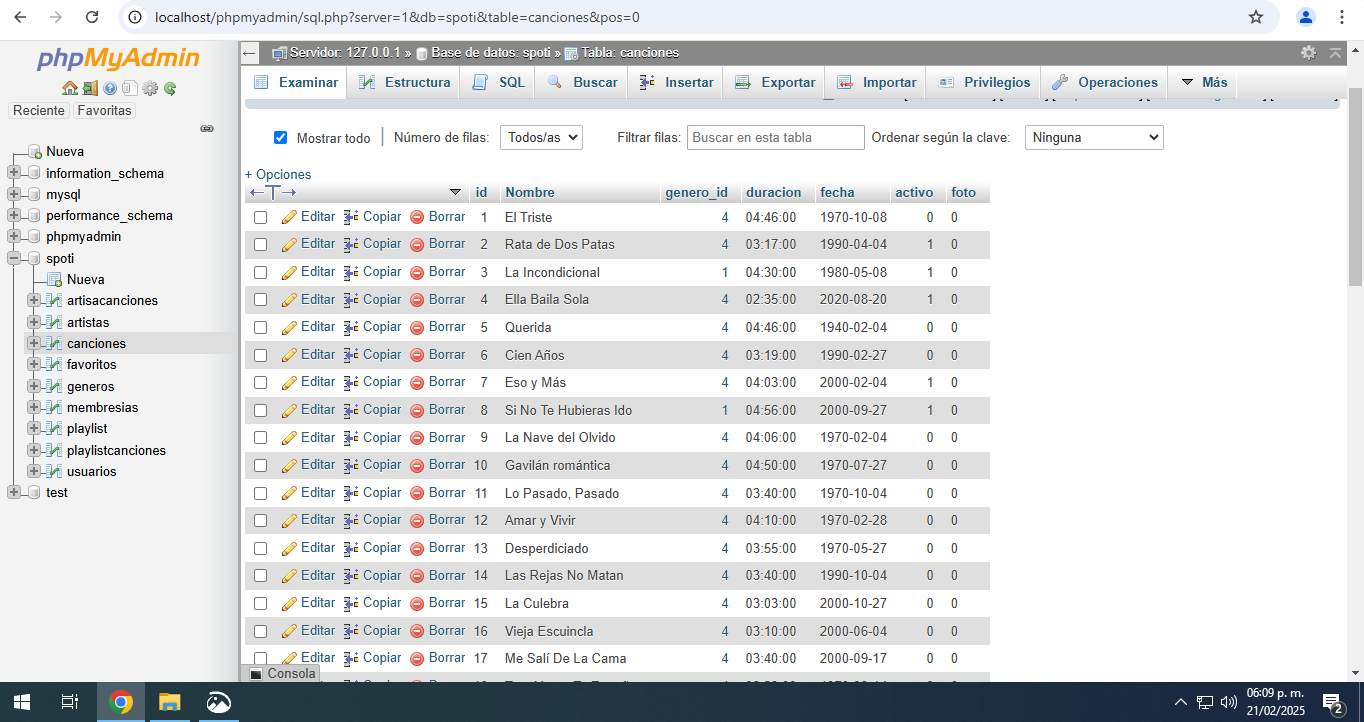 localhost/phpmyadmin/sql.php?server=1&db=spoti&table=canciones&pos=0
phpMyAdmin
Reciente Favoritas
Nueva
information_schema
mysql
performance_schema
phpmyadmin
spoti
Nueva
artisacanciones
artistas
canciones
favoritos
generos
membresias
playlist
playlistcanciones
usuarios
test
Servidor: 127.0.0.1 » Base de datos: spoti » Tabla: canciones
Examinar Estructura SQL Buscar Insertar Exportar Importar Privilegios Operaciones Más
Mostrar todo Número de filas: Todos/as Filtrar filas: Buscar en esta tabla Ordenar según la clave: Ninguna
+ Opciones
←T→ id Nombre genero_id duracion fecha activo foto
Editar Copiar Borrar 1 El Triste 4 04:46:00 1970-10-08 0 0
Editar Copiar Borrar 2 Rata de Dos Patas 4 03:17:00 1990-04-04 1 0
Editar Copiar Borrar 3 La Incondicional 1 04:30:00 1980-05-08 1 0
Editar Copiar Borrar 4 Ella Baila Sola 4 02:35:00 2020-08-20 1 0
Editar Copiar Borrar 5 Querida 4 04:46:00 1940-02-04 0 0
Editar Copiar Borrar 6 Cien Años 4 03:19:00 1990-02-27 0 0
Editar Copiar Borrar 7 Eso y Más 4 04:03:00 2000-02-04 1 0
Editar Copiar Borrar 8 Si No Te Hubieras Ido 1 04:56:00 2000-09-27 1 0
Editar Copiar Borrar 9 La Nave del Olvido 4 04:06:00 1970-02-04 0 0
Editar Copiar Borrar 10 Gavilán romántica 4 04:50:00 1970-07-27 0 0
Editar Copiar Borrar 11 Lo Pasado, Pasado 4 03:40:00 1970-10-04 0 0
Editar Copiar Borrar 12 Amar y Vivir 4 04:10:00 1970-02-28 0 0
Editar Copiar Borrar 13 Desperdiciado 4 03:55:00 1970-05-27 0 0
Editar Copiar Borrar 14 Las Rejas No Matan 4 03:40:00 1990-10-04 0 0
Editar Copiar Borrar 15 La Culebra 4 03:03:00 2000-10-27 0 0
Editar Copiar Borrar 16 Vieja Escuincla 4 03:10:00 2000-06-04 0 0
Editar Copiar Borrar 17 Me Salí De La Cama 4 03:40:00 2000-09-17 0 0
Consola
06:09 p. m.
21/02/2025
2